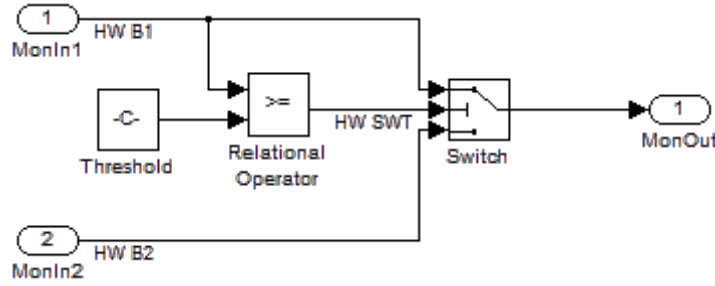 1
MonIn1
HW B1
-C-
Threshold
>=
Relational
Operator
HW SWT
Switch
1
MonOut
2
MonIn2
HW B2